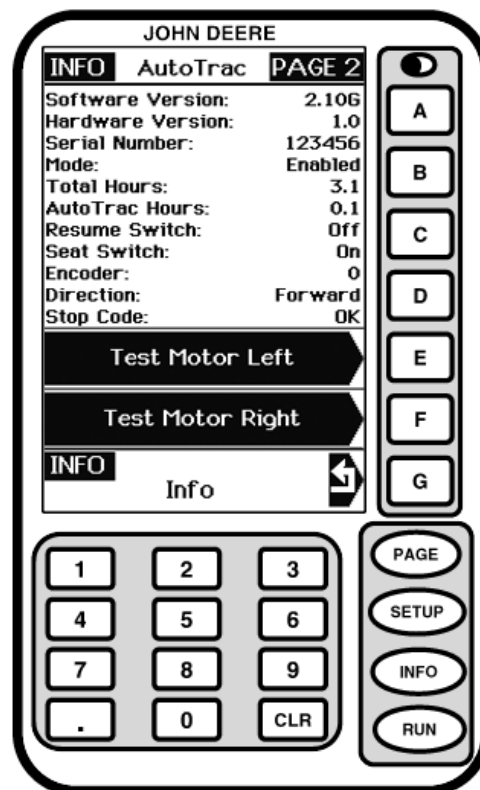 JOHN DEERE
INFO AutoTrac PAGE 2
Software Version: 2.10G
Hardware Version: 1.0
Serial Number: 123456
Mode: Enabled
Total Hours: 3.1
AutoTrac Hours: 0.1
Resume Switch: Off
Seat Switch: On
Encoder: 0
Direction: Forward
Stop Code: OK
Test Motor Left
Test Motor Right
INFO
Info
A
B
C
D
E
F
G
1 2 3
4 5 6
7 8 9
. 0 CLR
PAGE
SETUP
INFO
RUN